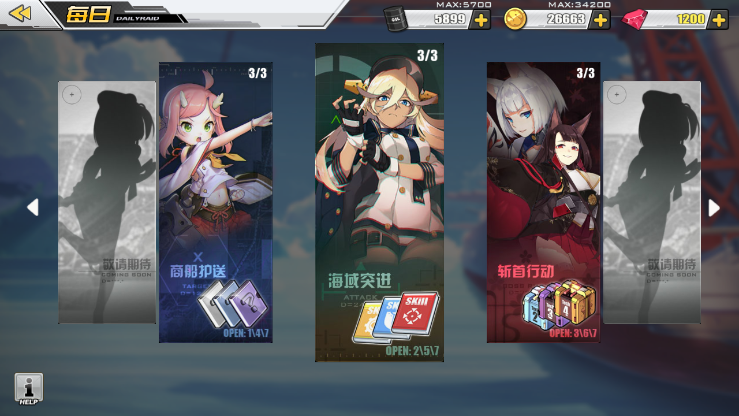 每日 DAILYRAID
MAX:5700
OIL 5899
MAX:34200
26663
1200
敬请期待
COMING SOON
3/3
商船护送
OPEN: 1\4\7
3/3
海域突进
ATTACK
SKIll
OPEN: 2\5\7
3/3
斩首行动
OPEN: 3\6\7
敬请期待
COMING SOON
HELP